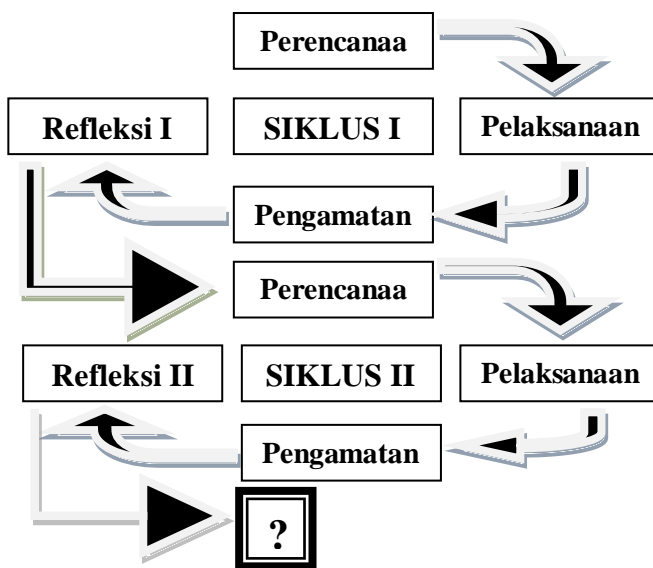 Perencanaa
Refleksi I SIKLUS I Pelaksanaan
Pengamatan
Perencanaa
Refleksi II SIKLUS II Pelaksanaan
Pengamatan
?